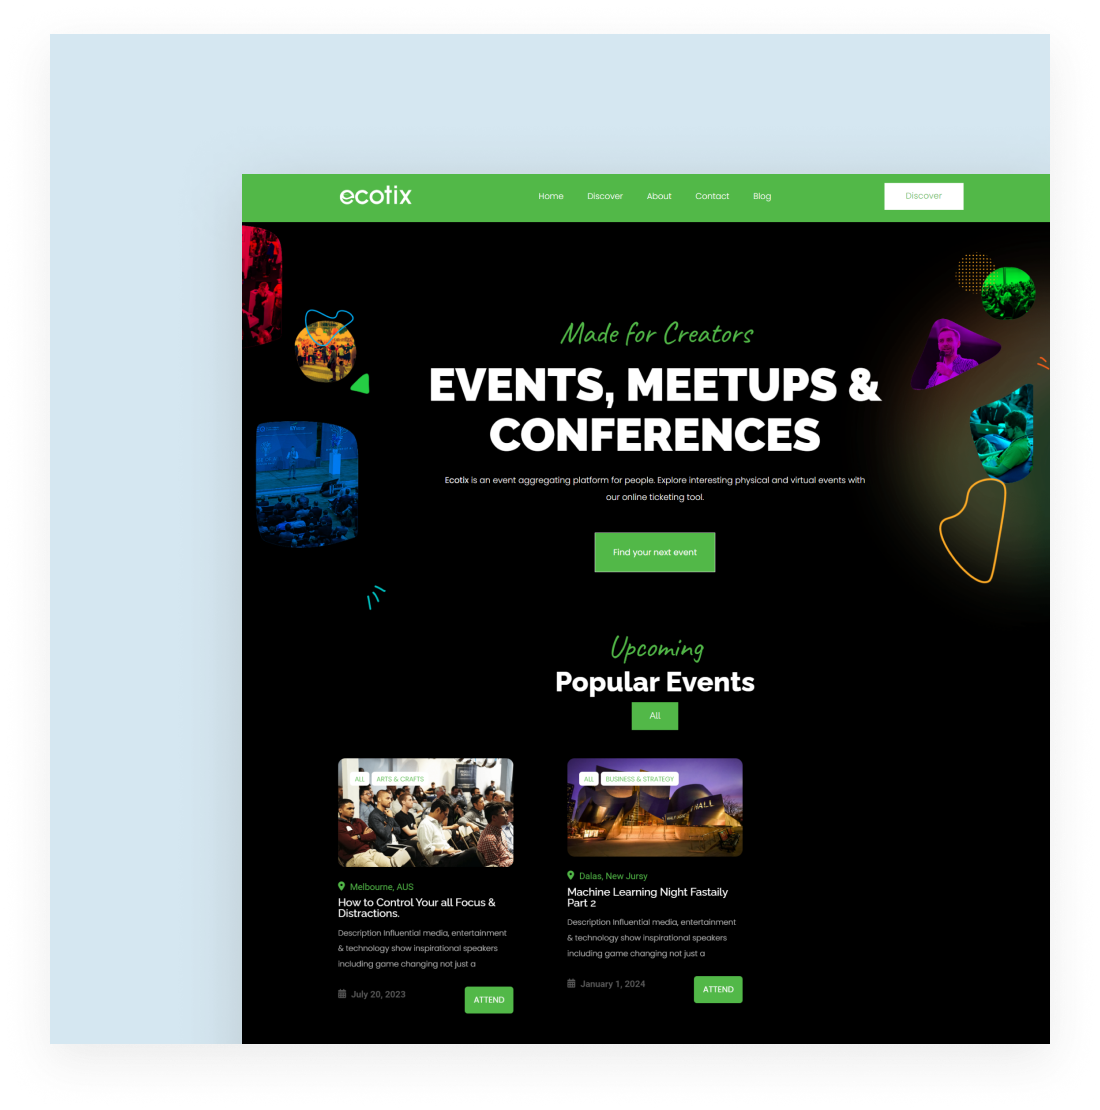 ecotix
Home Discover About Contact Blog
Discover
Made for Creators
EVENTS, MEETUPS &
CONFERENCES
Ecotix is an event aggregating platform for people. Explore interesting physical and virtual events with
our online ticketing tool.
Find your next event
Upcoming
Popular Events
All
ALL ARTS & CRAFTS
Melbourne, AUS
How to Control Your all Focus &
Distractions.
Description Influential media, entertainment
& technology show inspirational speakers
including game changing not just a
July 20, 2023
ATTEND
ALL BUSINESS & STRATEGY
HALL
Dalas, New Jursy
Machine Learning Night Fastaily
Part 2
Description Influential media, entertainment
& technology show inspirational speakers
including game changing not just a
January 1, 2024
ATTEND